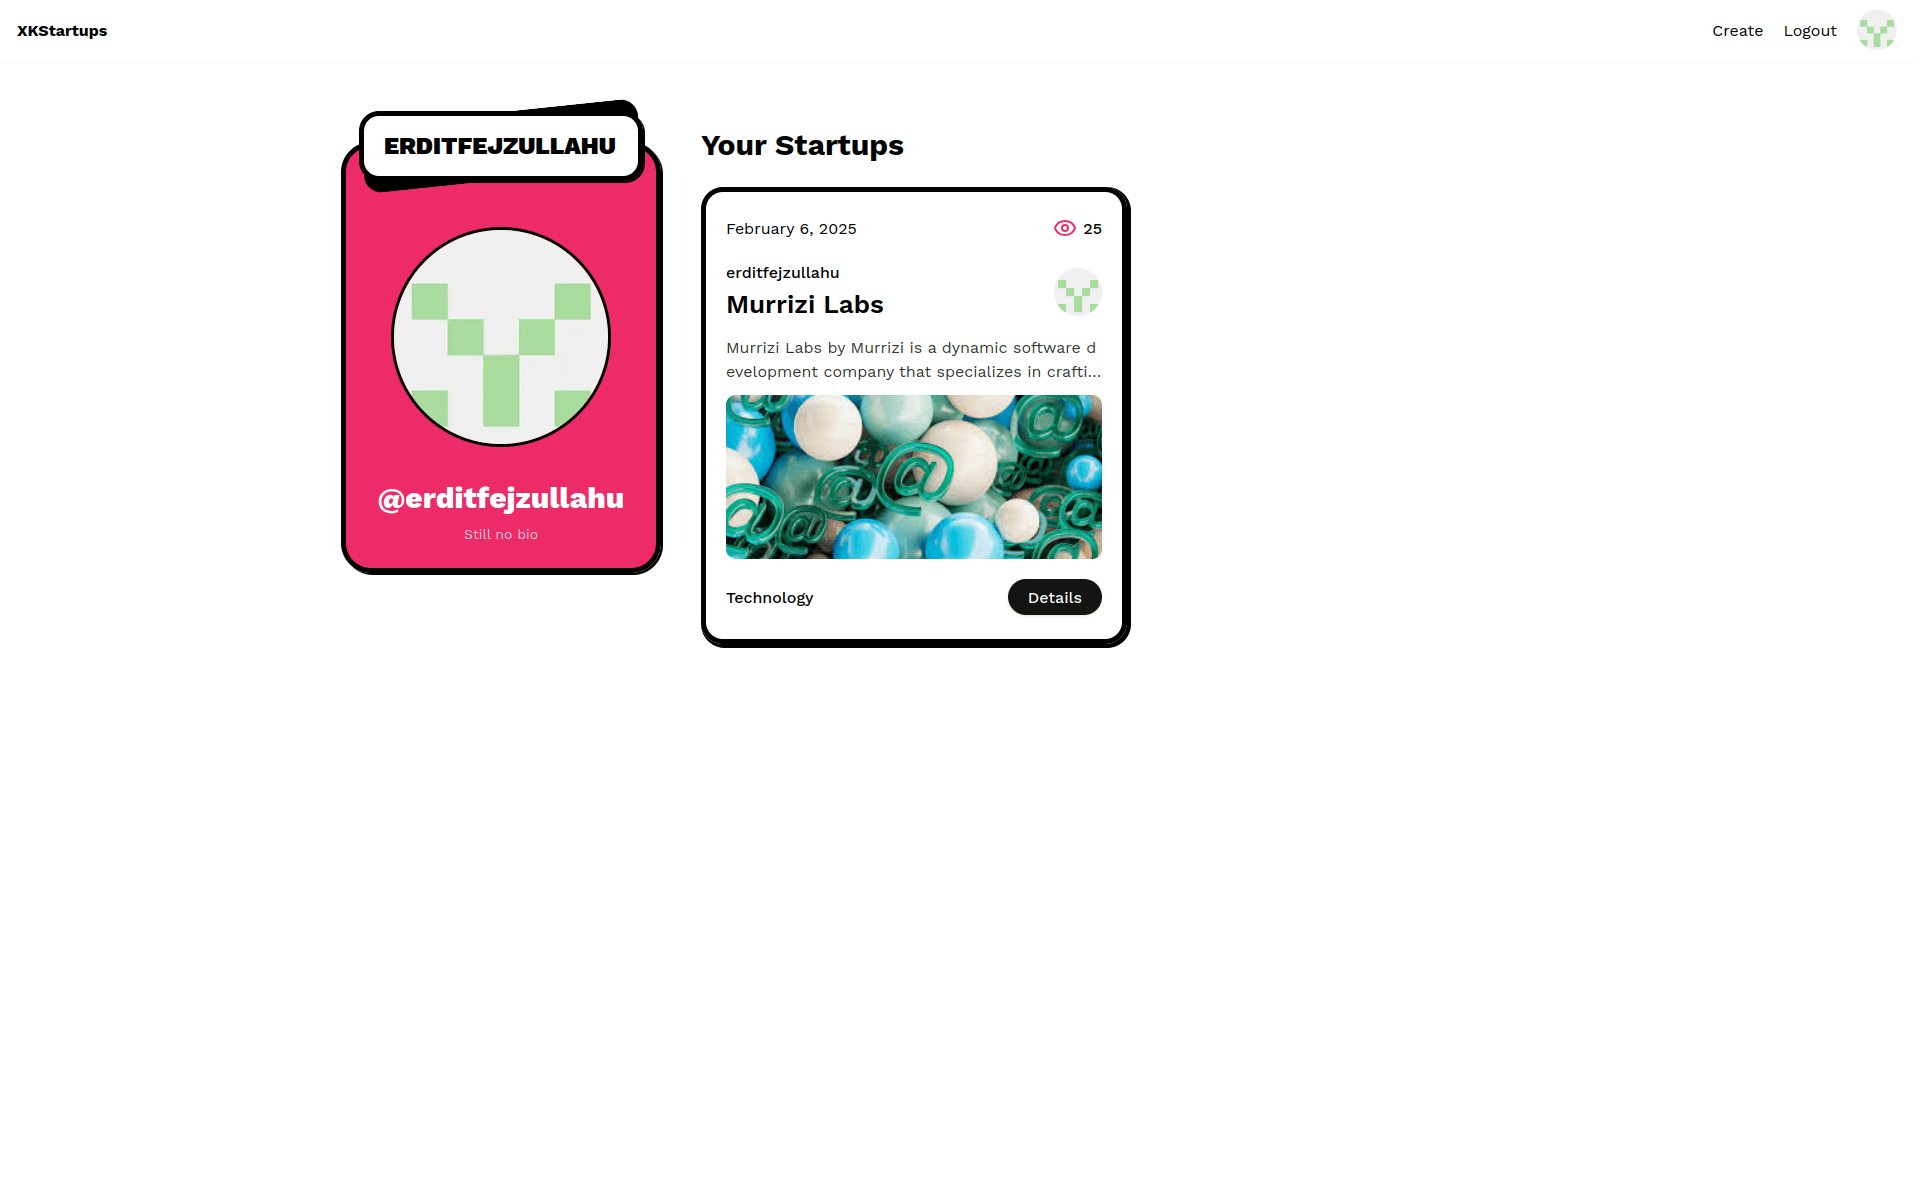 XKStartups
Create
Logout
ERDITFEJZULLAHU
@erditfejzullahu
Still no bio
Your Startups
February 6, 2025
25
erditfejzullahu
Murrizi Labs
Murrizi Labs by Murrizi is a dynamic software d
evelopment company that specializes in crafti...
Technology
Details